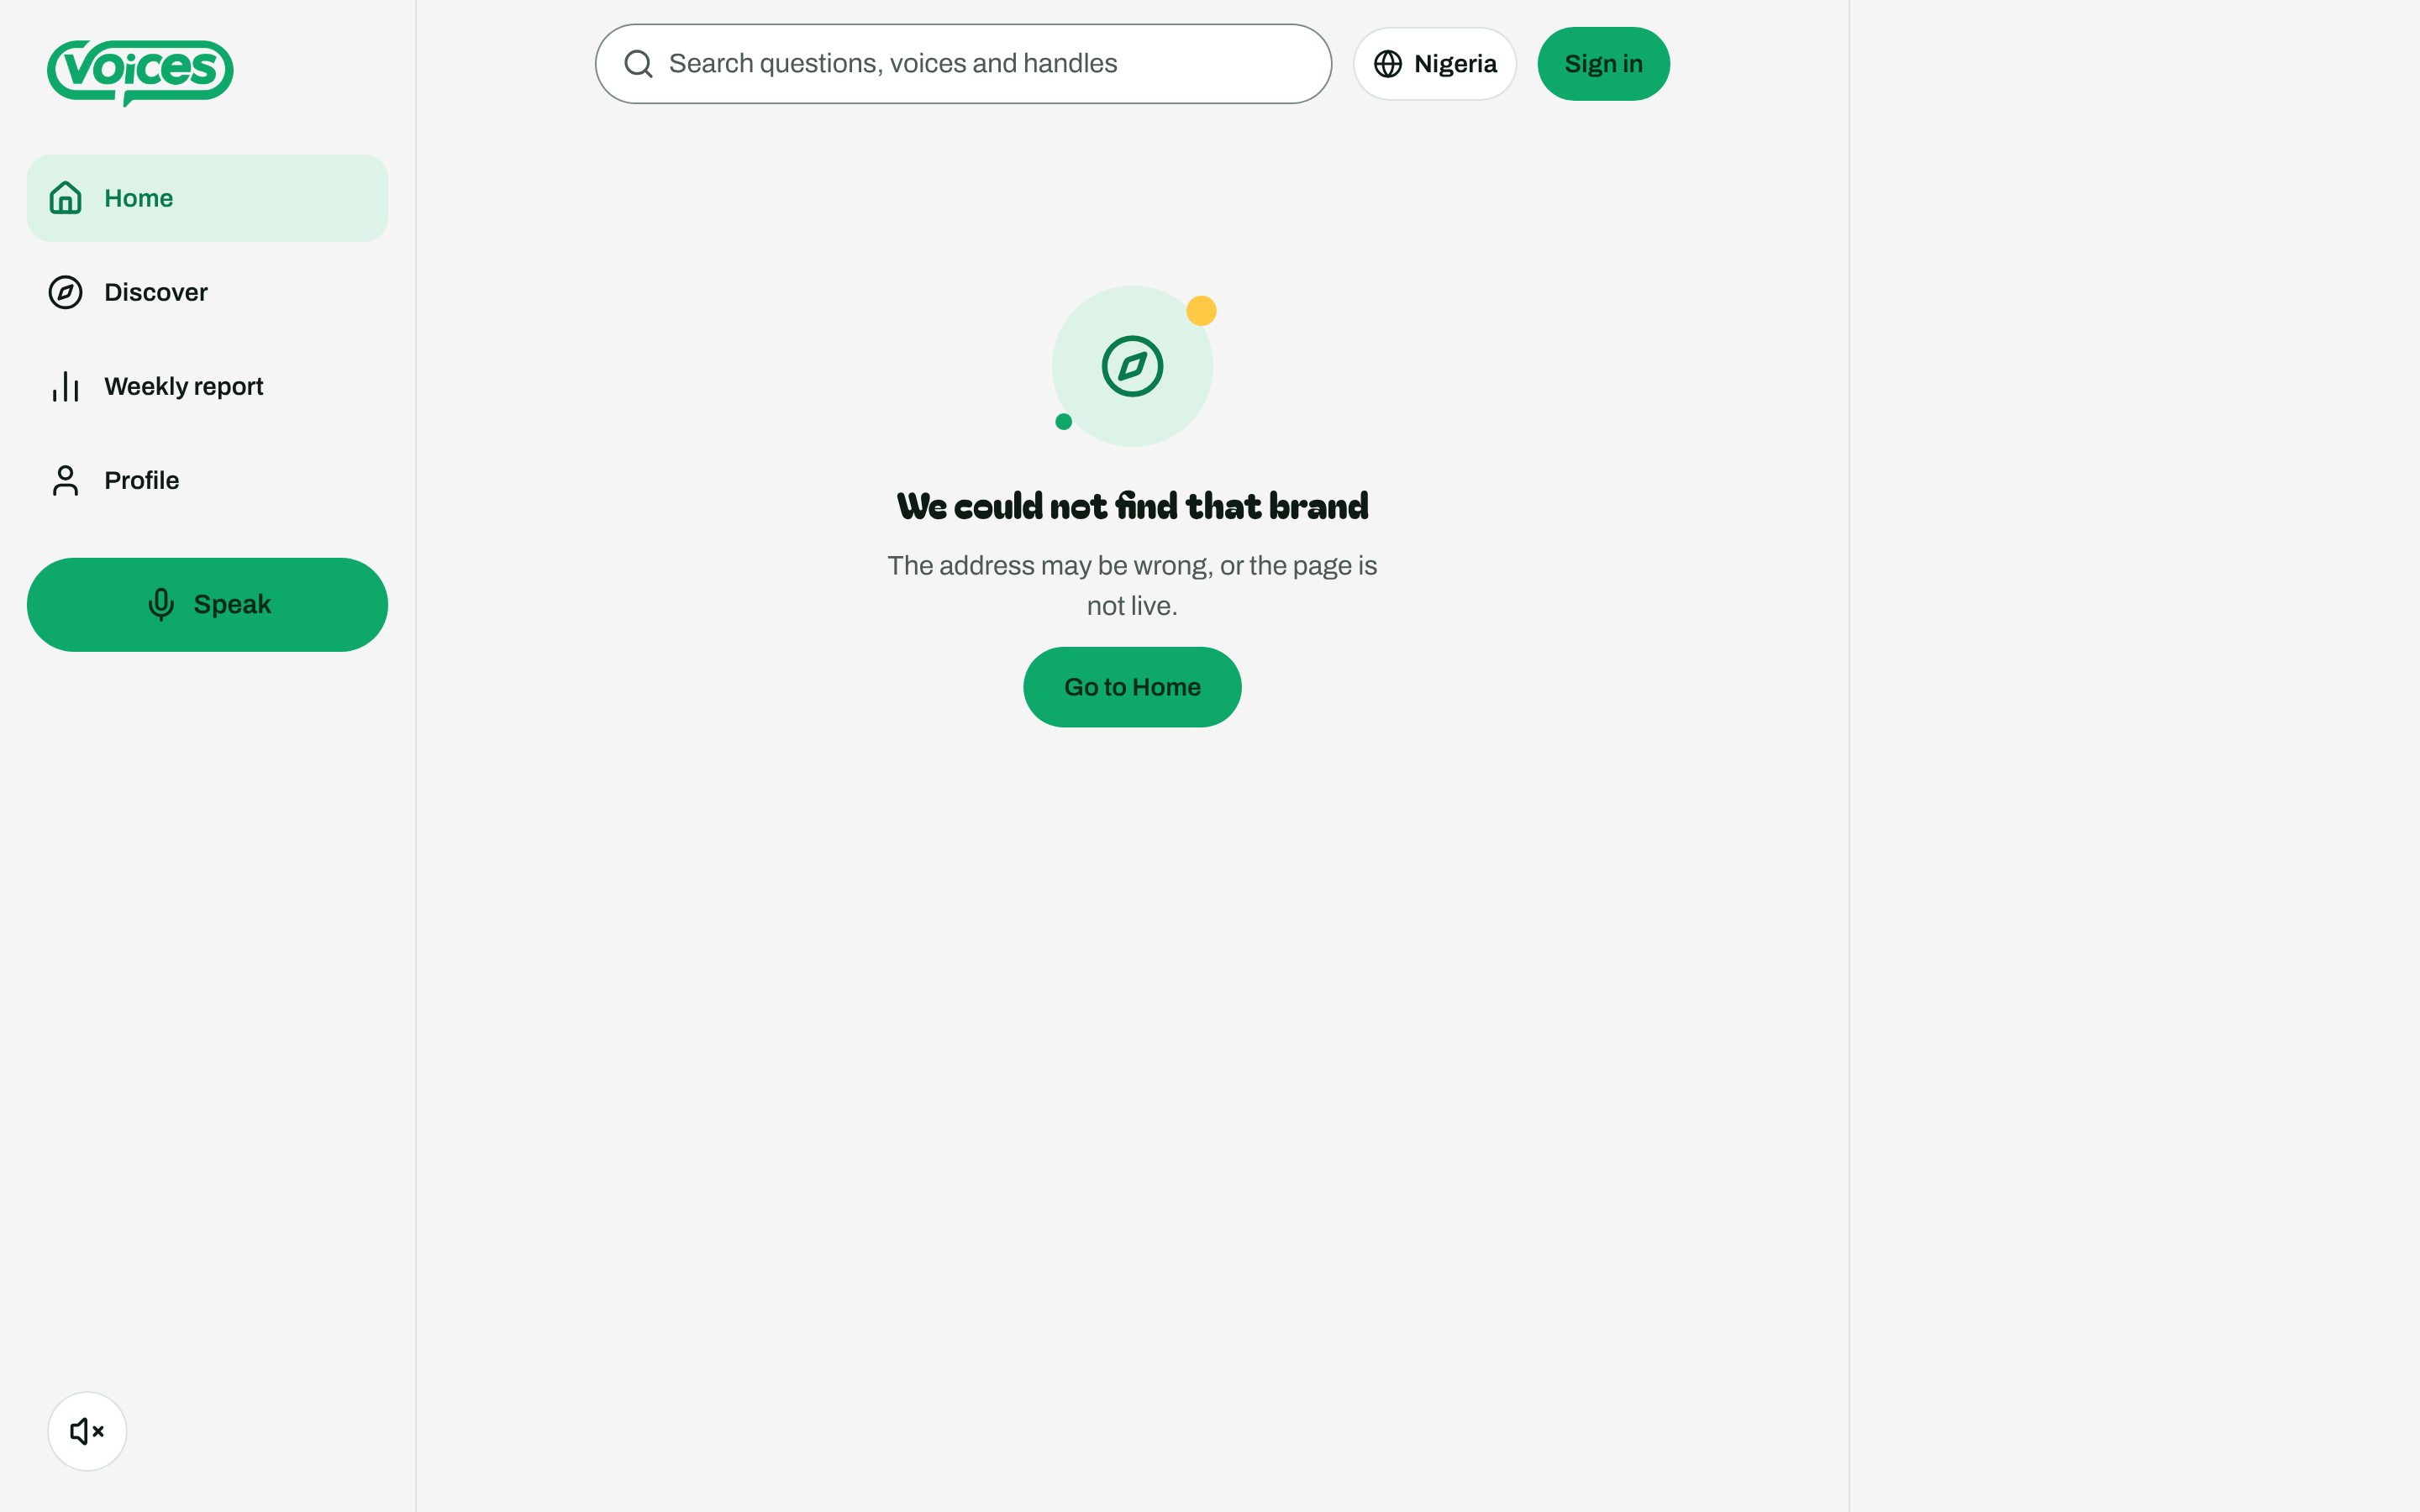 voices
Search questions, voices and handles
Nigeria
Sign in
Home
Discover
Weekly report
Profile
Speak
We could not find that brand
The address may be wrong, or the page is
not live.
Go to Home